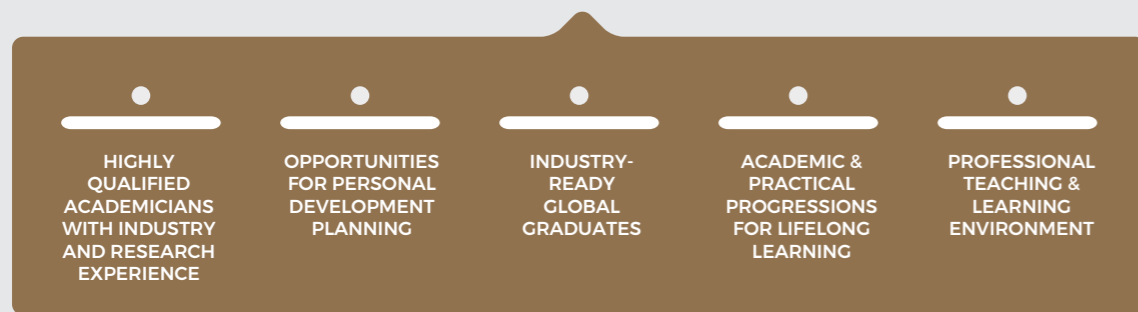 HIGHLY
QUALIFIED
ACADEMICIANS
WITH INDUSTRY
AND RESEARCH
EXPERIENCE
OPPORTUNITIES
FOR PERSONAL
DEVELOPMENT
PLANNING
INDUSTRY-
READY
GLOBAL
GRADUATES
ACADEMIC &
PRACTICAL
PROGRESSIONS
FOR LIFELONG
LEARNING
PROFESSIONAL
TEACHING &
LEARNING
ENVIRONMENT